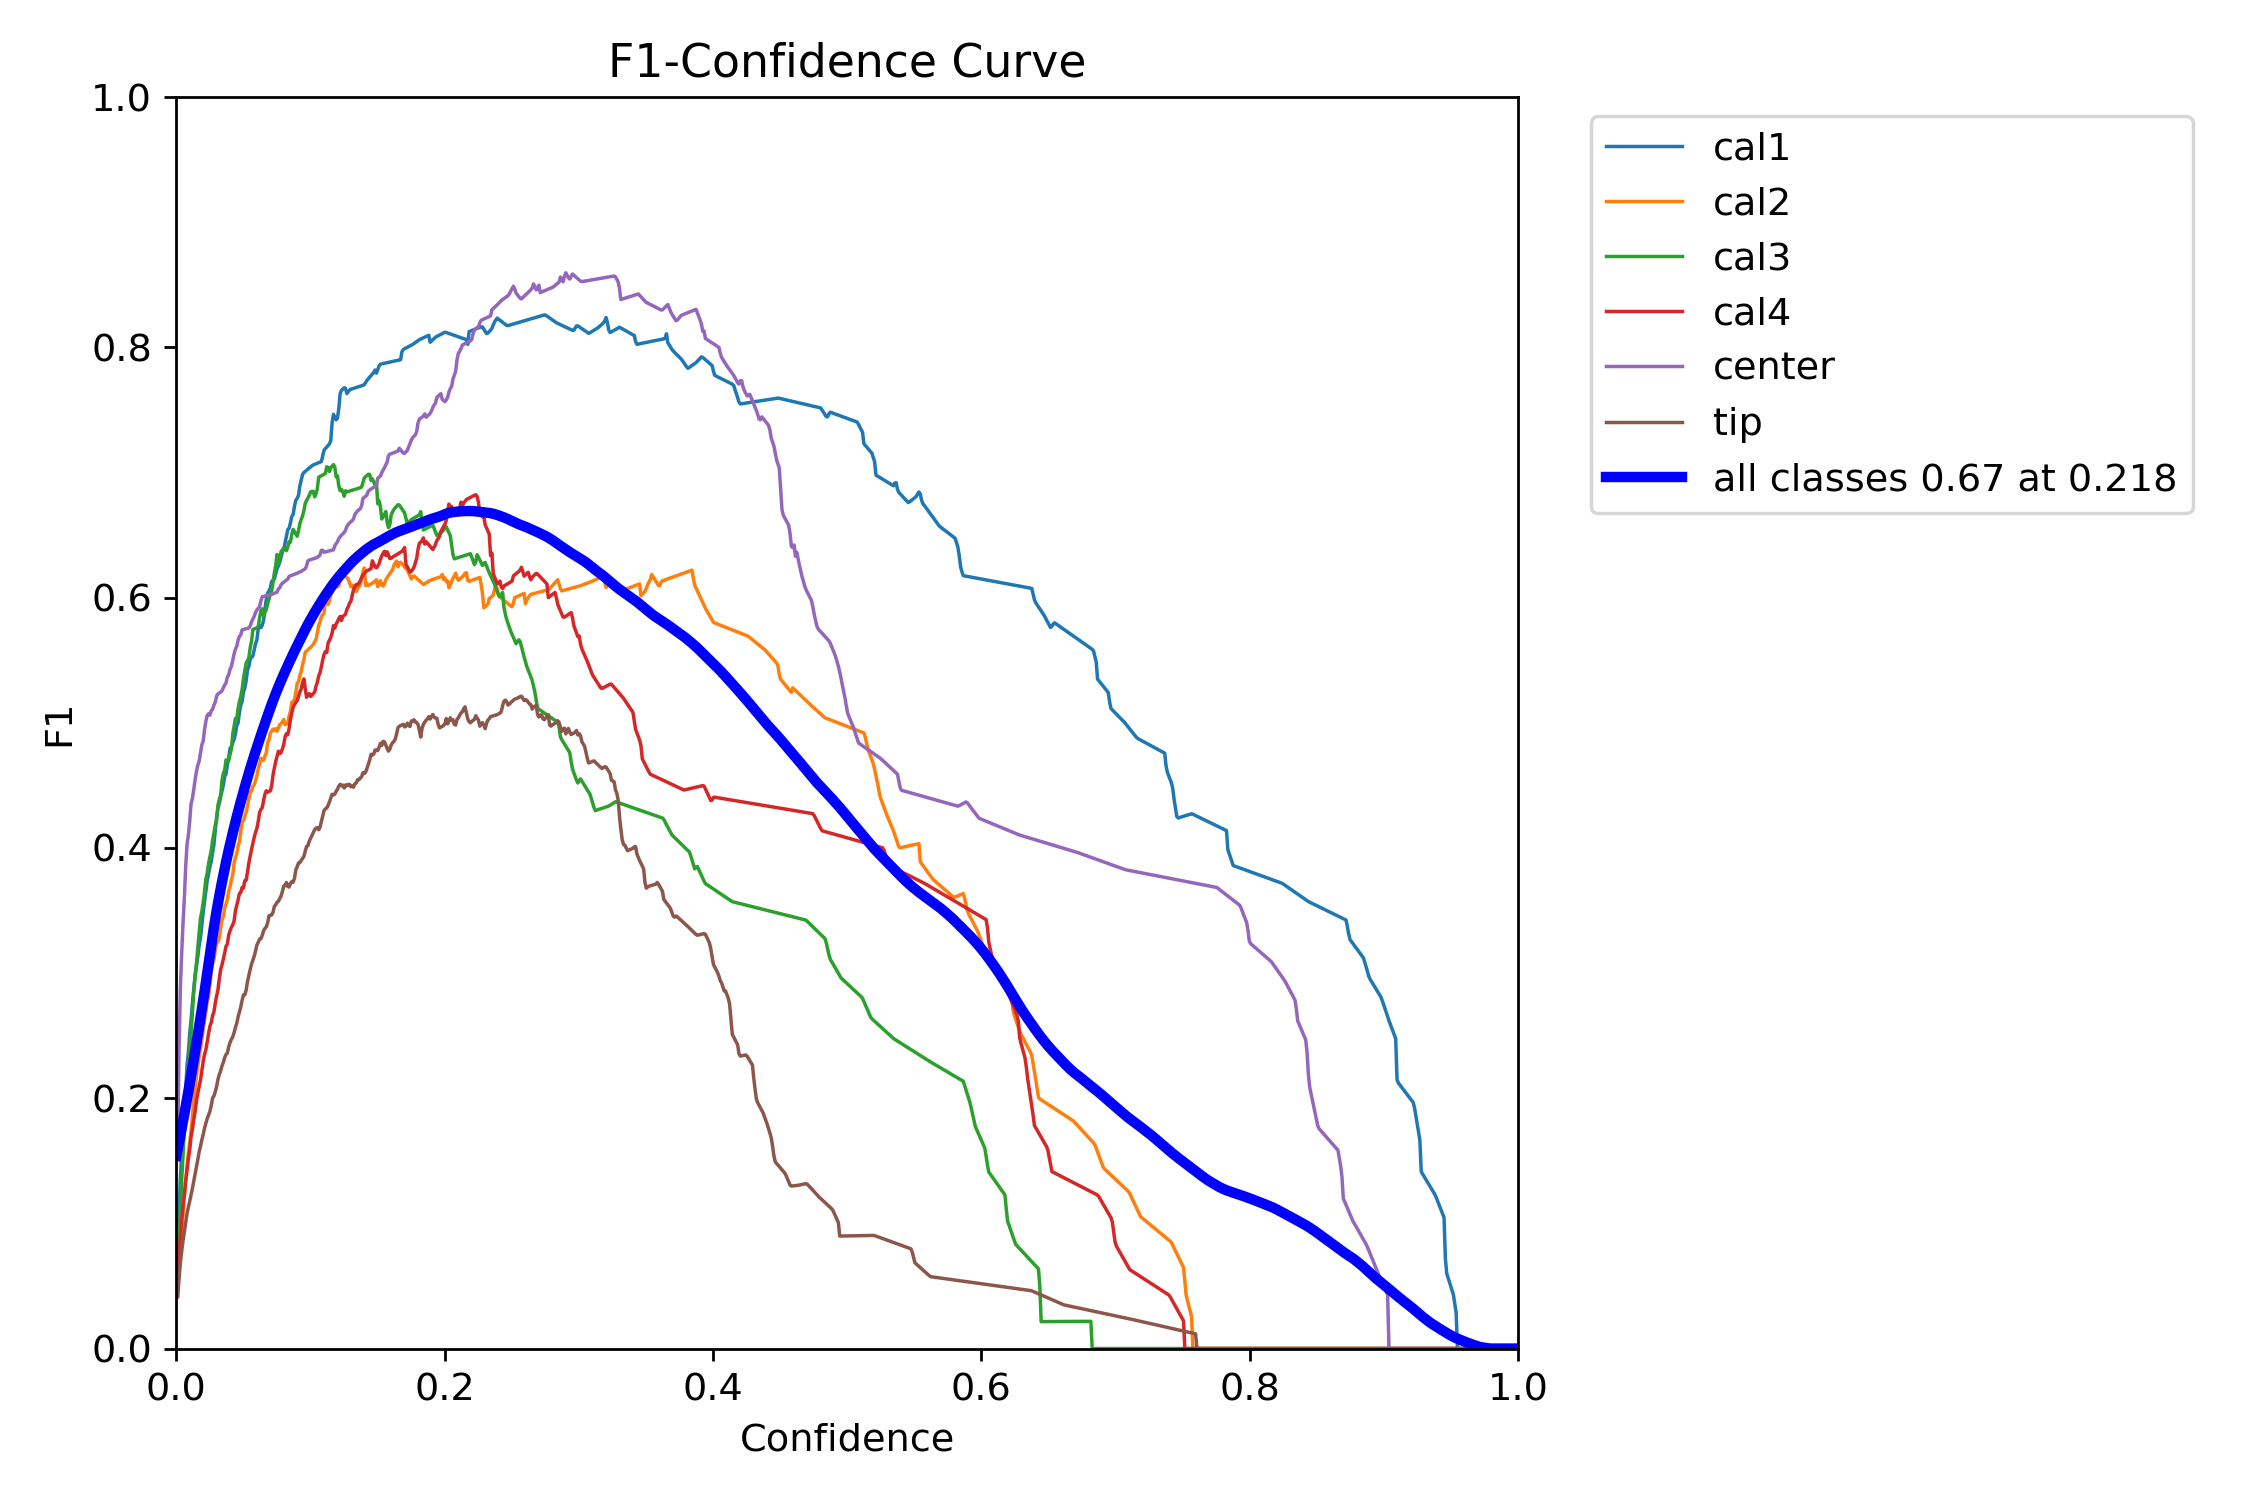 F1-Confidence Curve
1.0
0.8
0.6
0.4
0.2
0.0
F1
0.0 0.2 0.4 0.6 0.8 1.0
Confidence
cal1
cal2
cal3
cal4
center
tip
all classes 0.67 at 0.218